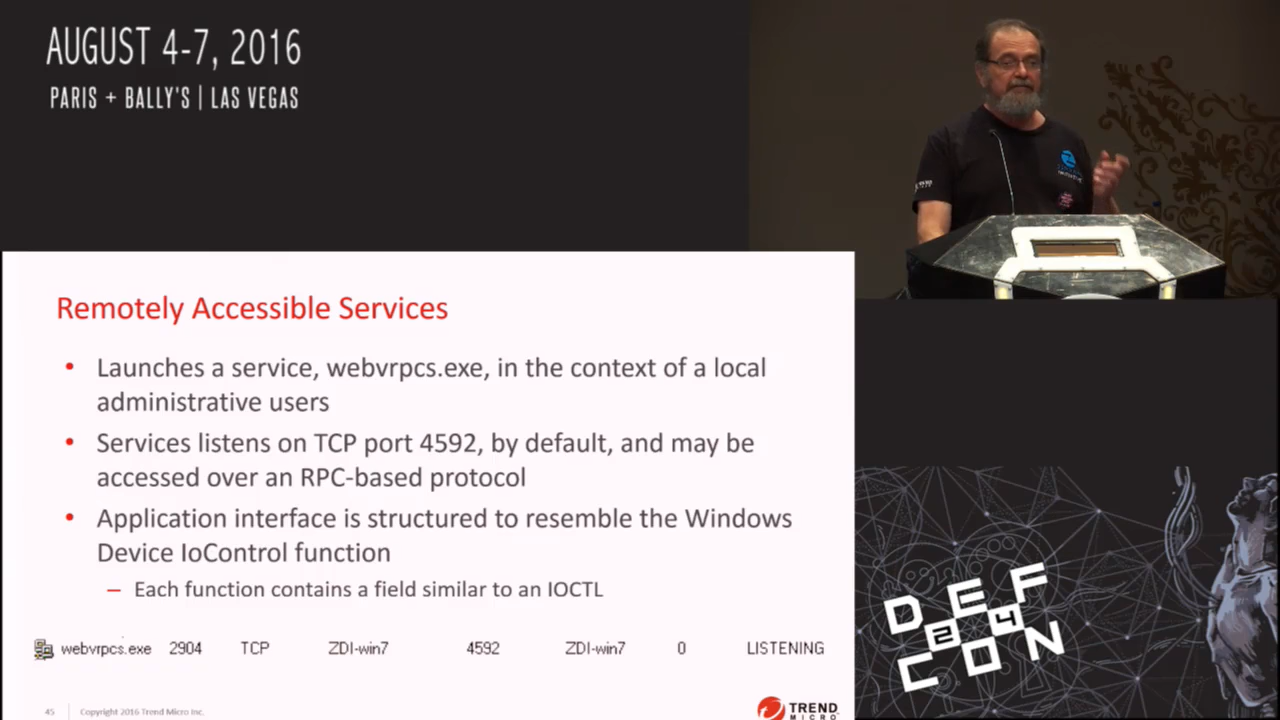 AUGUST 4-7, 2016
PARIS + BALLY'S | LAS VEGAS
Remotely Accessible Services
• Launches a service, webvrpcs.exe, in the context of a local
administrative users
• Services listens on TCP port 4592, by default, and may be
accessed over an RPC-based protocol
• Application interface is structured to resemble the Windows
Device IoControl function
– Each function contains a field similar to an IOCTL
webvrpcs.exe 2904 TCP ZDI-win7 4592 ZDI-win7 0 LISTENING
45 Copyright 2016 Trend Micro Inc.
TREND
MICRO
DEF
24
CON